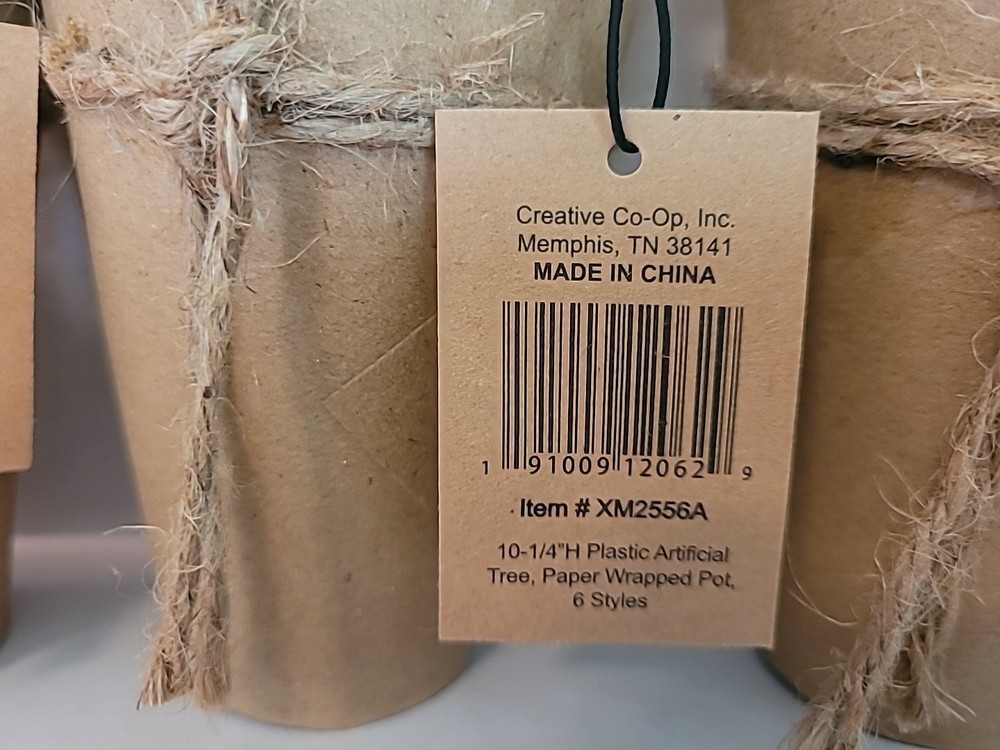 Creative Co-Op, Inc.
Memphis, TN 38141
MADE IN CHINA
1 91009 12062 9
Item # XM2556A
10-1/4"H Plastic Artificial
Tree, Paper Wrapped Pot,
6 Styles